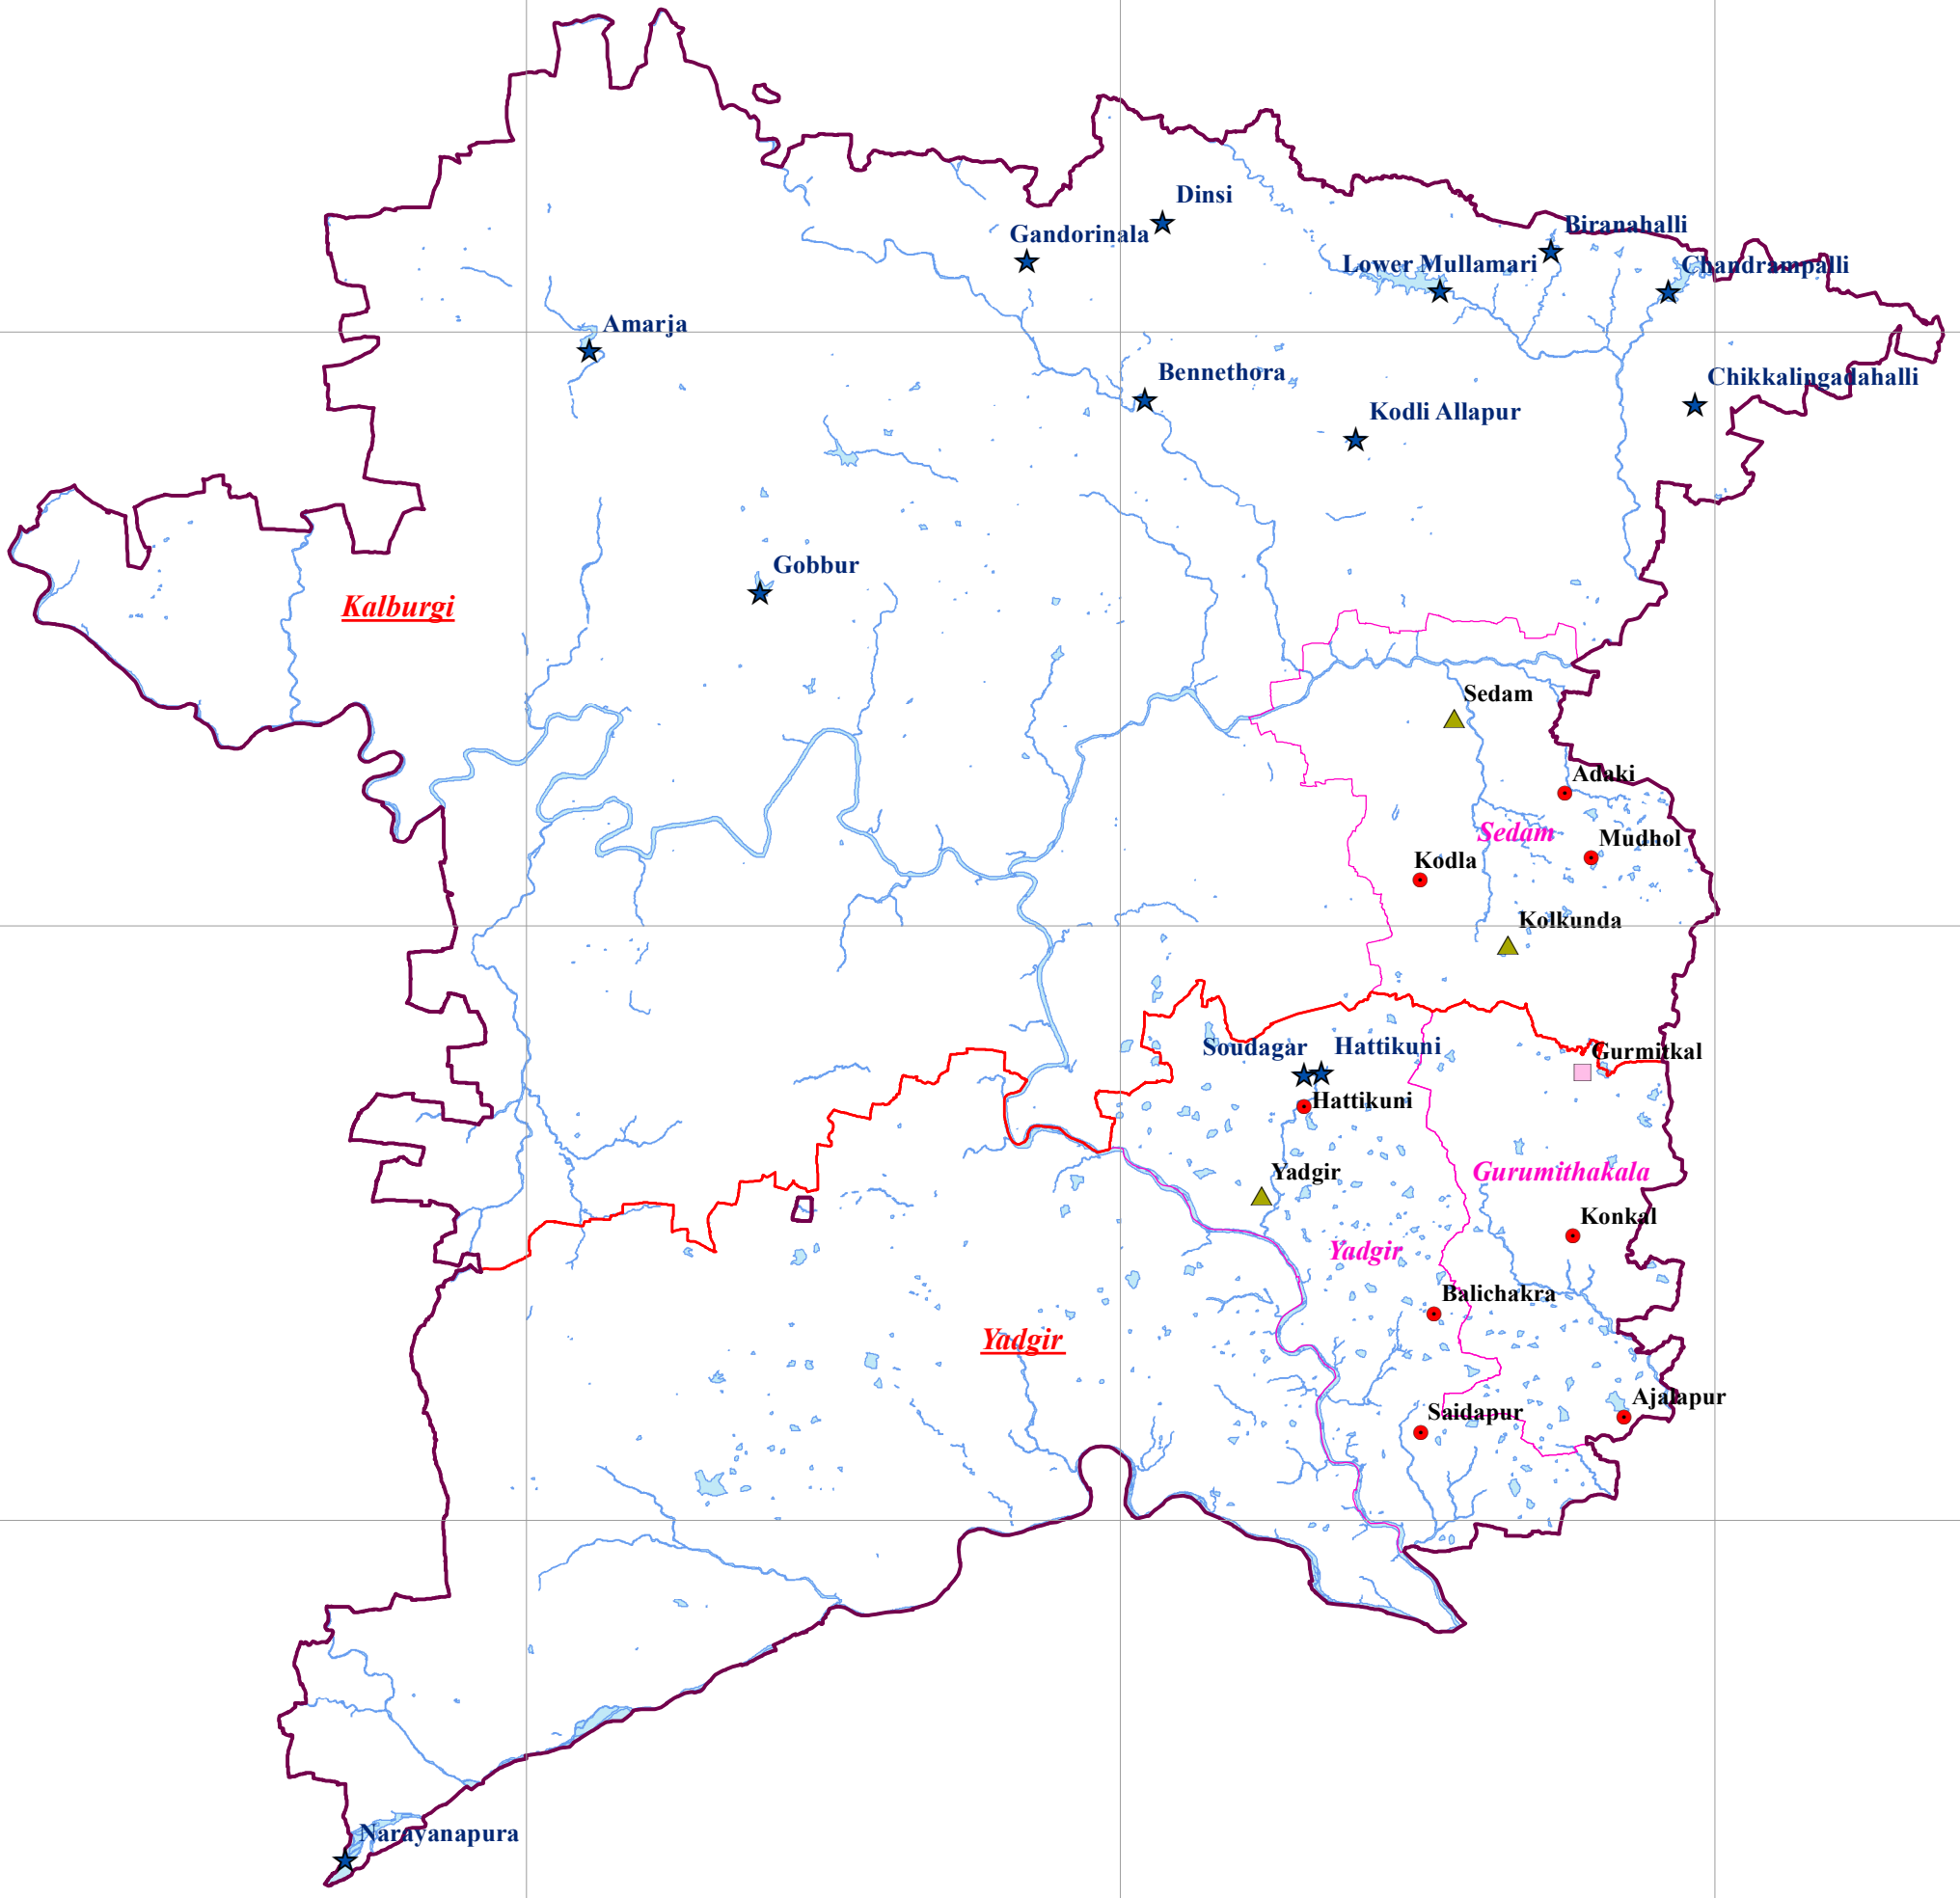 Dinsi
Biranahalli
Gandorinala
Lower Mullamari
Chandrampalli
Amarja
Bennethora
Chikkalingadahalli
Kodli Allapur
Gobbur
Kalburgi
Sedam
Adaki
Sedam
Mudhol
Kodla
Kolkunda
Soudagar
Hattikuni
Gurmitkal
Hattikuni
Yadgir
Gurumithakala
Konkal
Yadgir
Balichakra
Yadgir
Ajalapur
Saidapur
Narayanapura